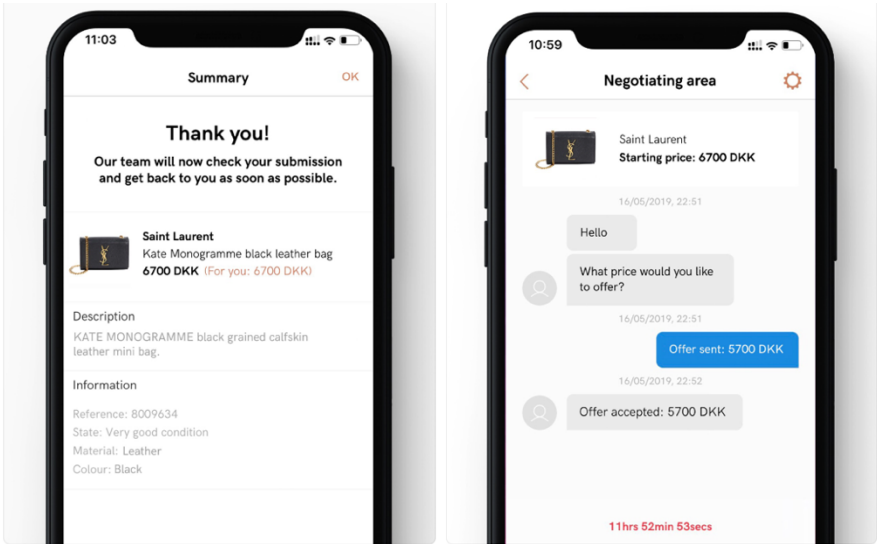 11:03
Summary
OK
Thank you!
Our team will now check your submission
and get back to you as soon as possible.
Saint Laurent
Kate Monogramme black leather bag
6700 DKK (For you: 6700 DKK)
Description
KATE MONOGRAMME black grained calfskin
leather mini bag.
Information
Reference: 8009634
State: Very good condition
Material: Leather
Colour: Black
10:59
Negotiating area
Saint Laurent
Starting price: 6700 DKK
16/05/2019, 22:51
Hello
What price would you like
to offer?
16/05/2019, 22:51
Offer sent: 5700 DKK
16/05/2019, 22:52
Offer accepted: 5700 DKK
11hrs 52min 53secs